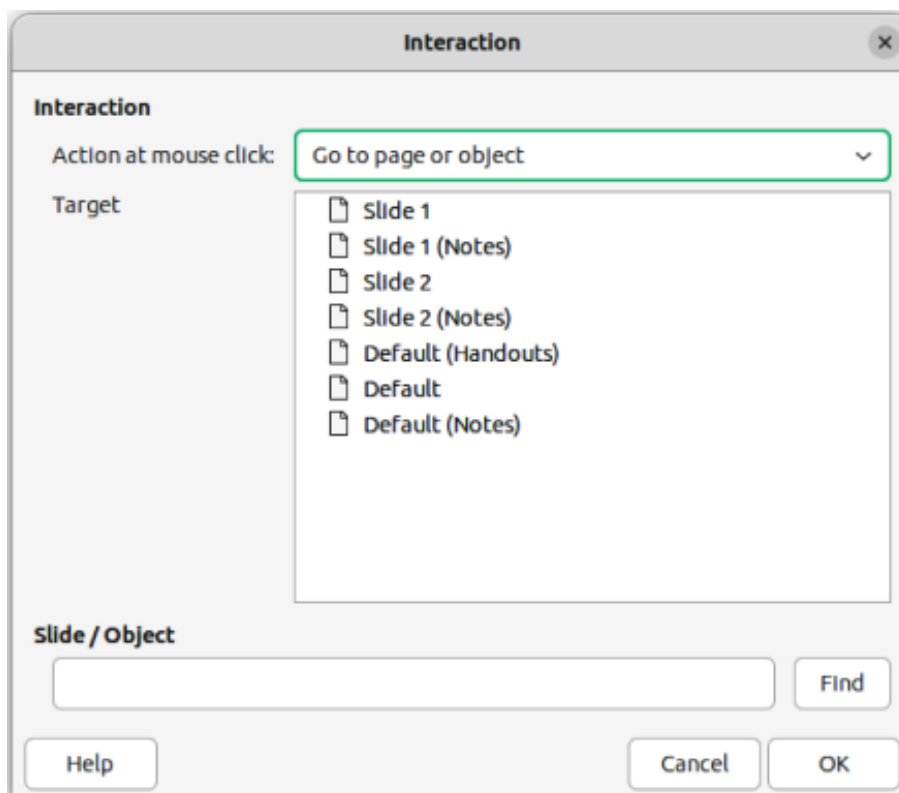 Interaction
Interaction
Action at mouse click: Go to page or object
Target
Slide 1
Slide 1 (Notes)
Slide 2
Slide 2 (Notes)
Default (Handouts)
Default
Default (Notes)
Slide / Object
Find
Help Cancel OK